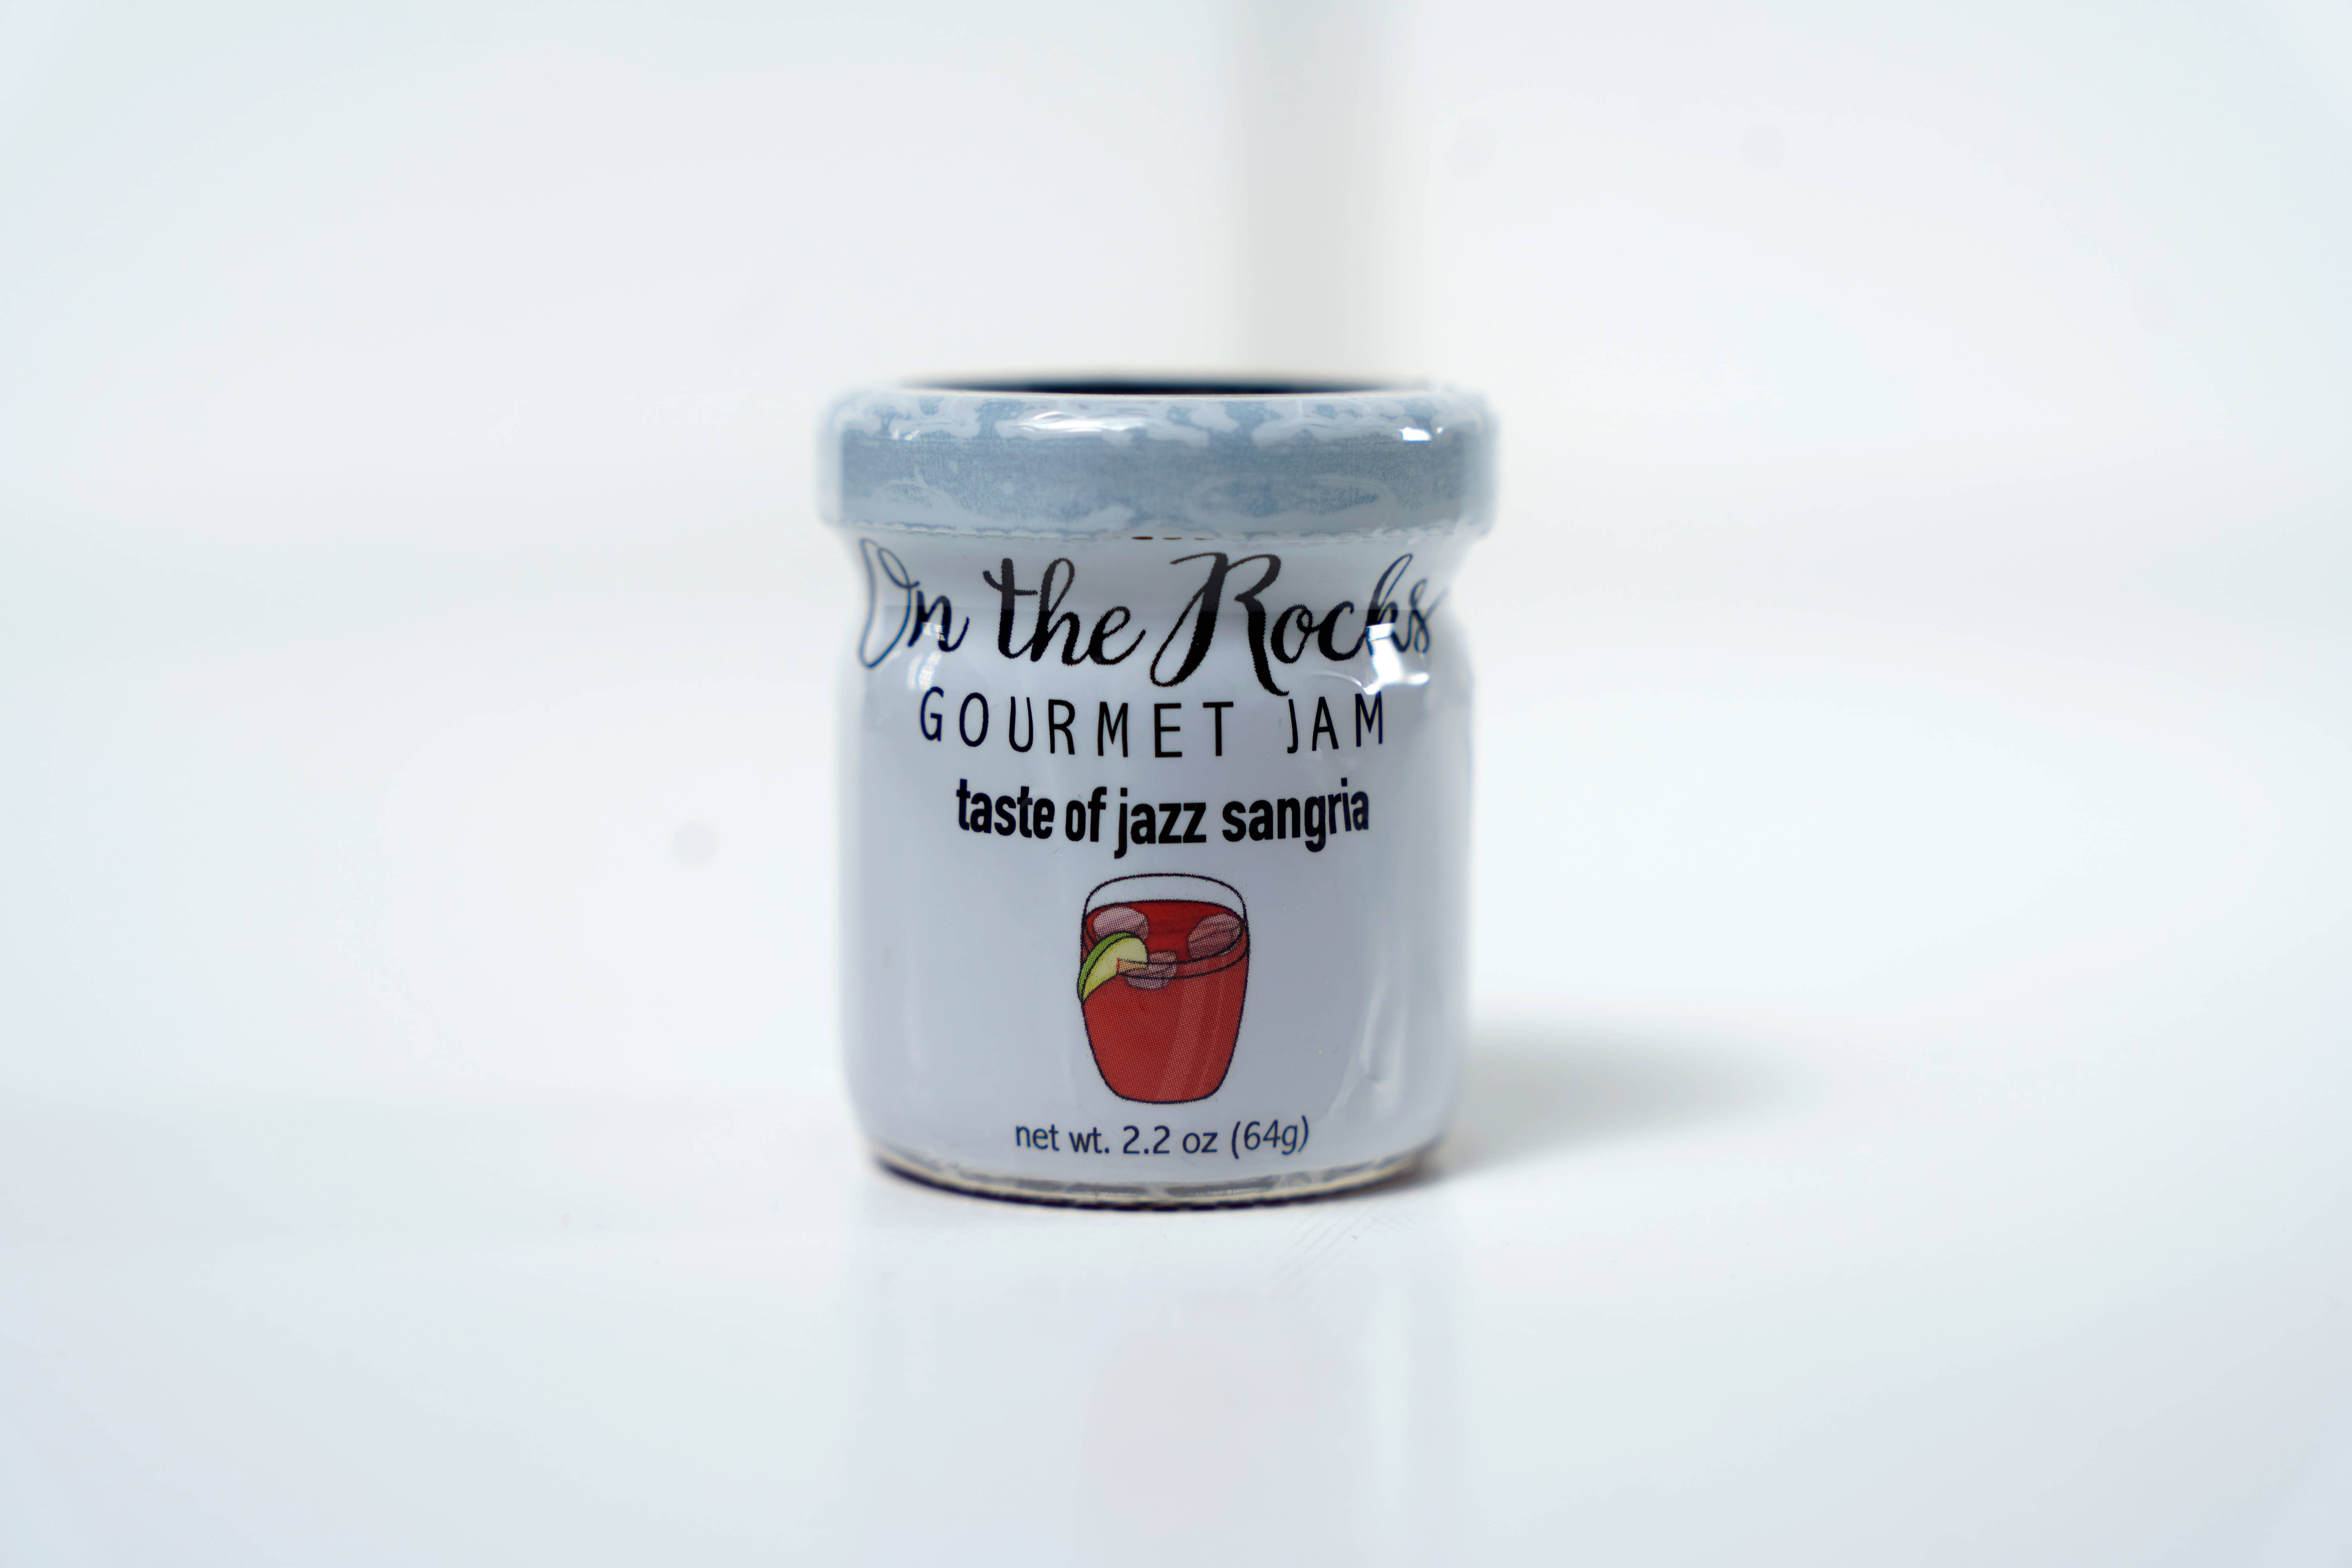 On the Rocks
GOURMET JAM
taste of jazz sangria
net wt. 2.2 oz (64g)